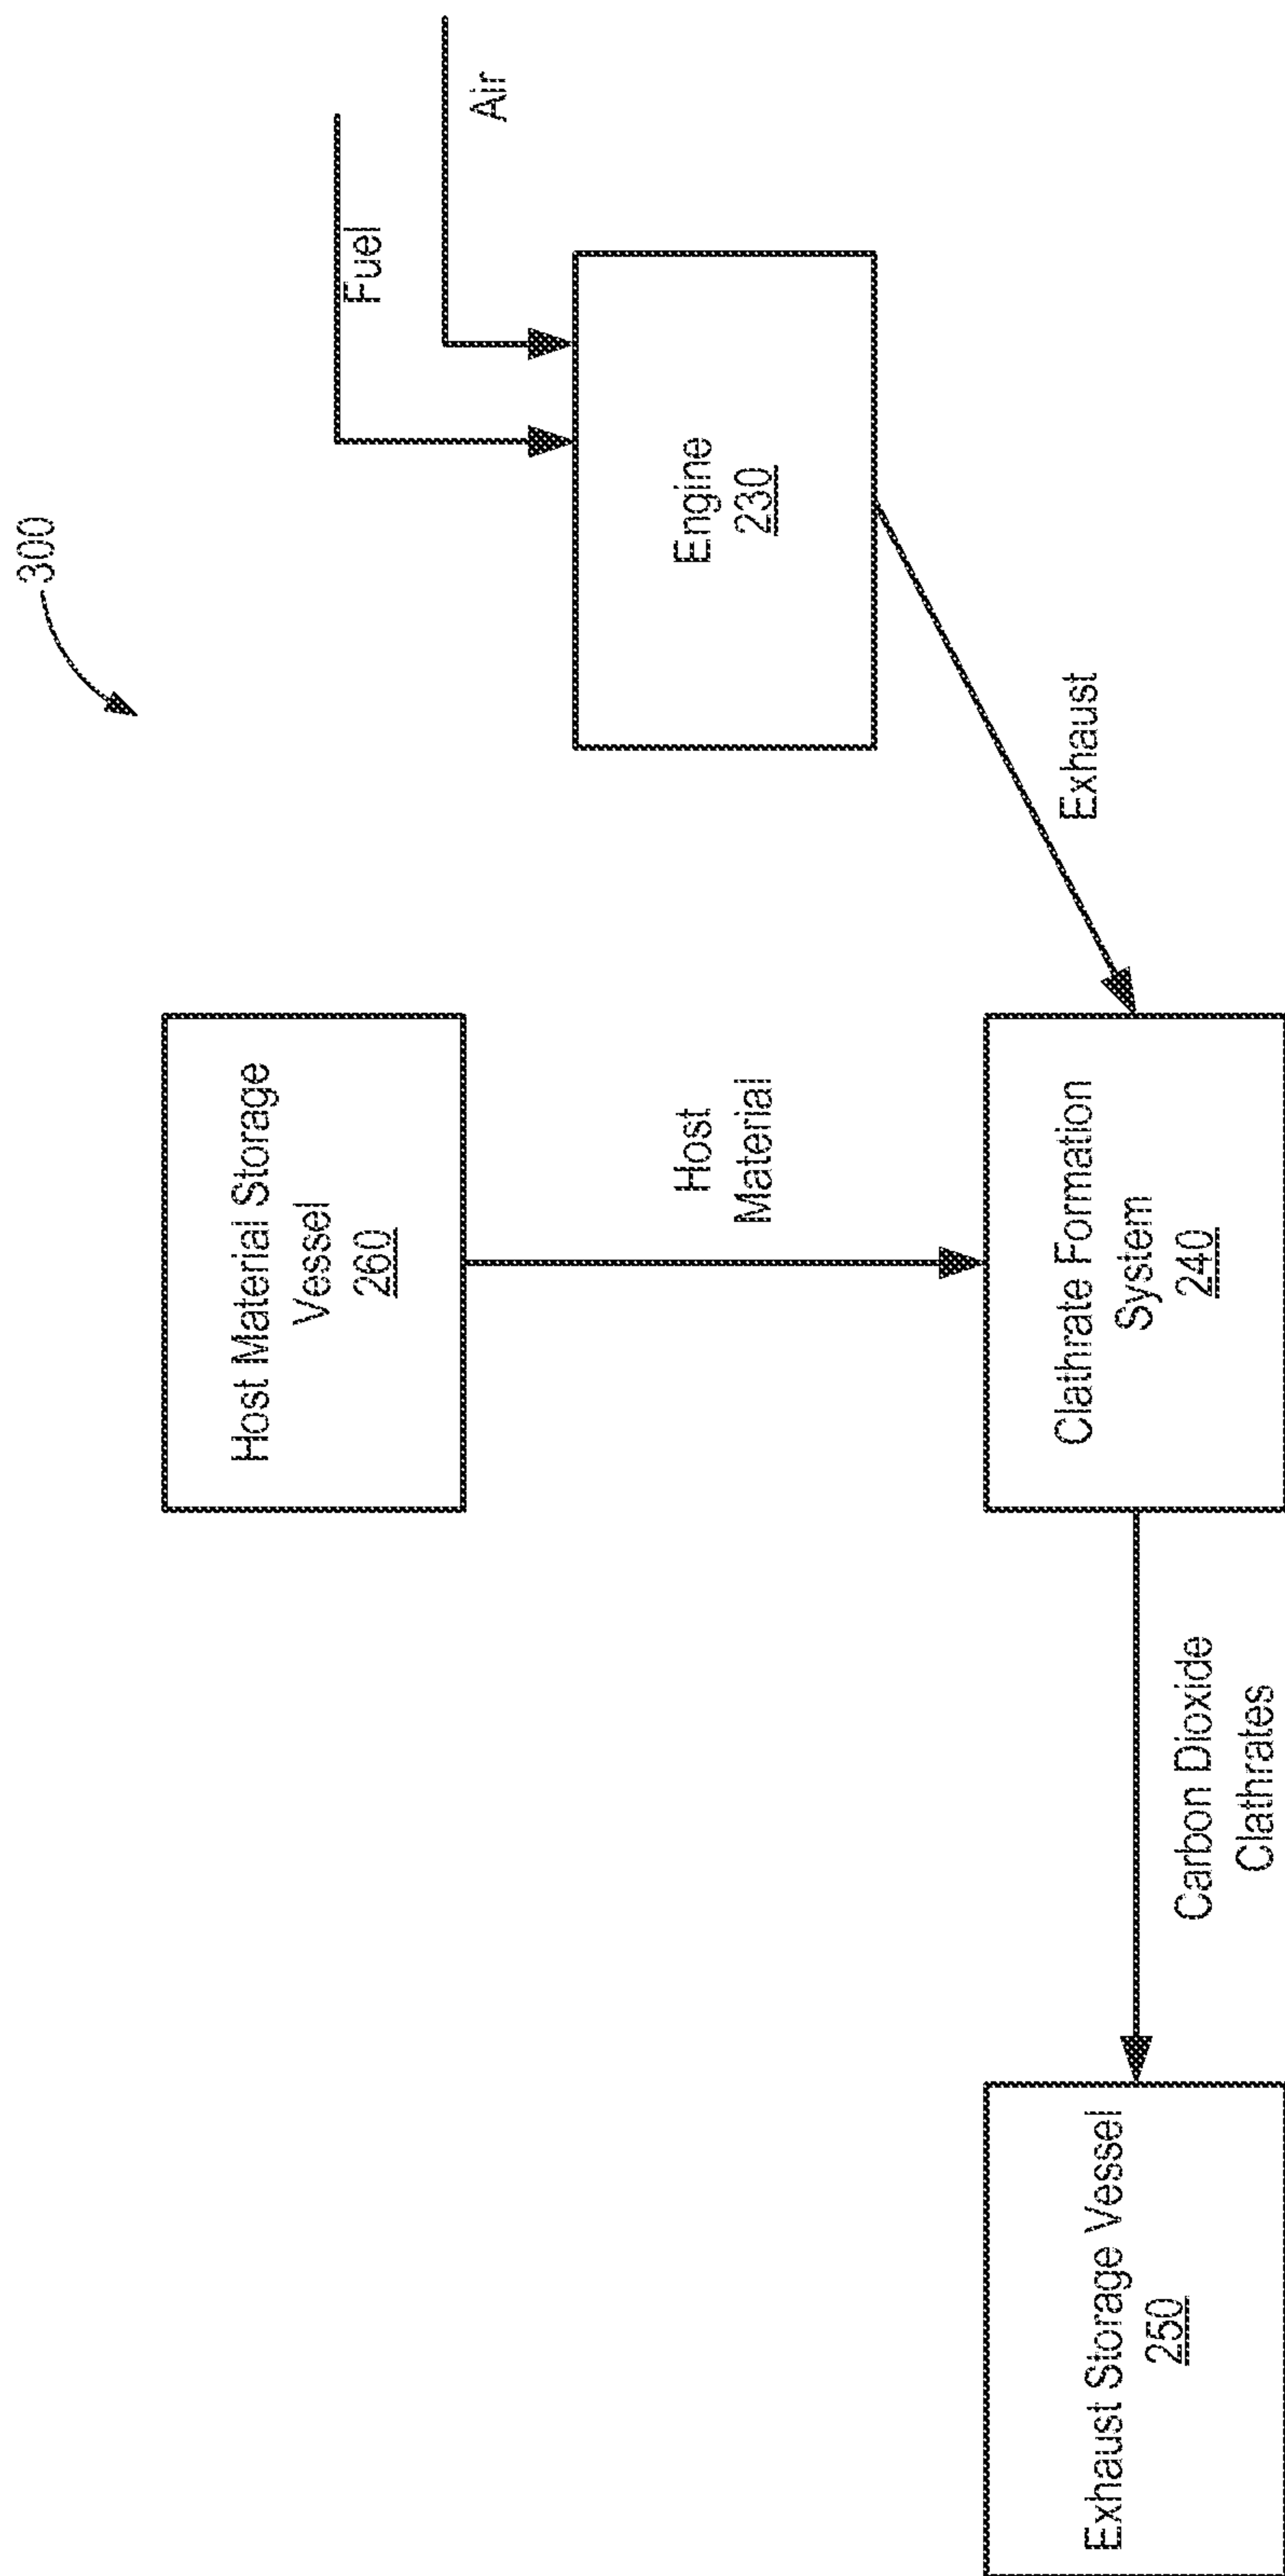 300
Fuel
Air
Engine
230
Exhaust
Host Material Storage
Vessel
260
Host
Material
Clathrate Formation
System
240
Carbon Dioxide
Clathrates
Exhaust Storage Vessel
250